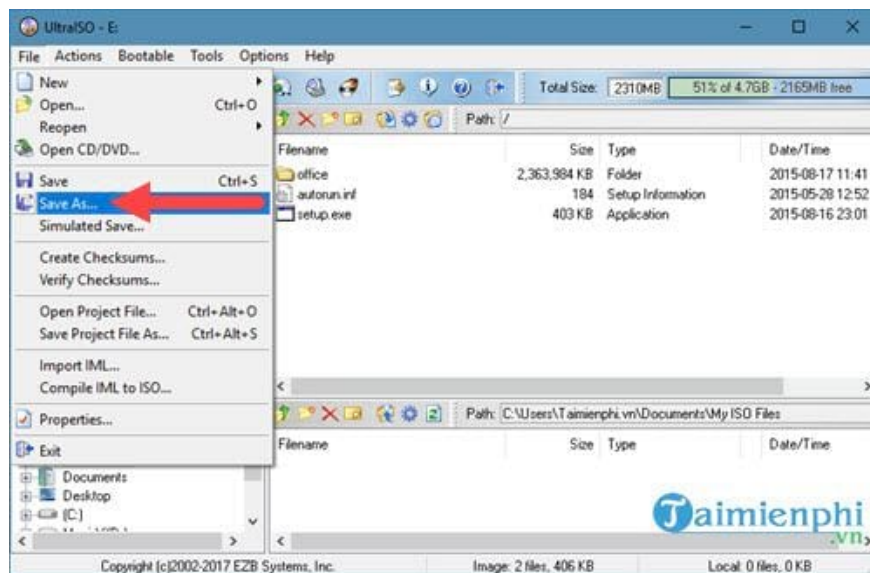 UltraISO - E:
File Actions Bootable Tools Options Help
New
Open... Ctrl+O
Reopen
Open CD/DVD...
Save Ctrl+S
Save As...
Simulated Save...
Create Checksums...
Verify Checksums...
Open Project File... Ctrl+Alt+O
Save Project File As... Ctrl+Alt+S
Import IML...
Compile IML to ISO...
Properties...
Exit
Total Size: 2310MB 51% of 4.7GB - 2165MB free
Path: /
Filename Size Type Date/Time
office 2,363,984 KB Folder 2015-08-17 11:41
autorun.inf 184 Setup Information 2015-05-28 12:52
setup.exe 403 KB Application 2015-08-16 23:01
Path: C:\Users\Taimienphi.vn\Documents\My ISO Files
Filename Size Type Date/Time
Documents
Desktop
(C:)
Taimienphi
.vn
Copyright (c)2002-2017 EZB Systems, Inc. Image: 2 files, 406 KB Local: 0 files, 0 KB